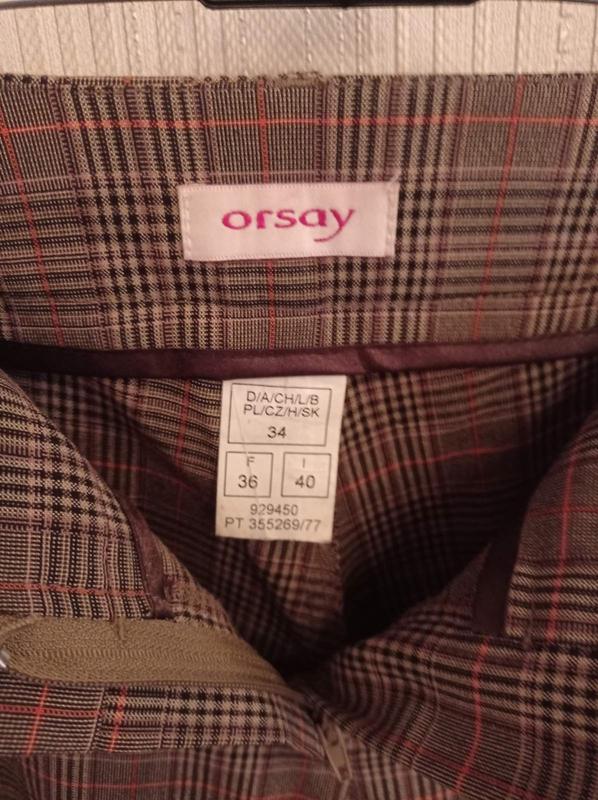 orsay
D/A/CH/L/B
PL/CZ/H/SK
34
F I
36 40
929450
PT 355269/77